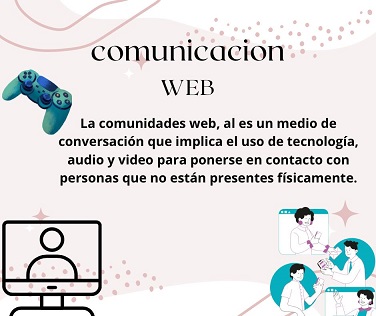 comunicacion
WEB
La comunidades web, al es un medio de
conversación que implica el uso de tecnología,
audio y video para ponerse en contacto con
personas que no están presentes físicamente.